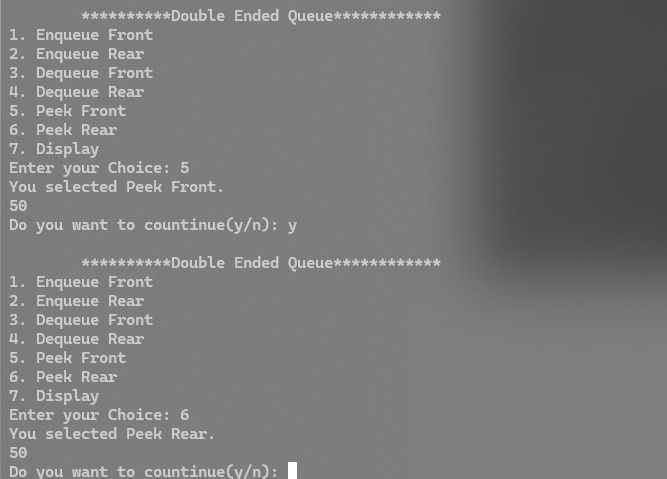 **********Double Ended Queue************
1. Enqueue Front
2. Enqueue Rear
3. Dequeue Front
4. Dequeue Rear
5. Peek Front
6. Peek Rear
7. Display
Enter your Choice: 5
You selected Peek Front.
50
Do you want to countinue(y/n): y
**********Double Ended Queue************
1. Enqueue Front
2. Enqueue Rear
3. Dequeue Front
4. Dequeue Rear
5. Peek Front
6. Peek Rear
7. Display
Enter your Choice: 6
You selected Peek Rear.
50
Do you want to countinue(y/n):